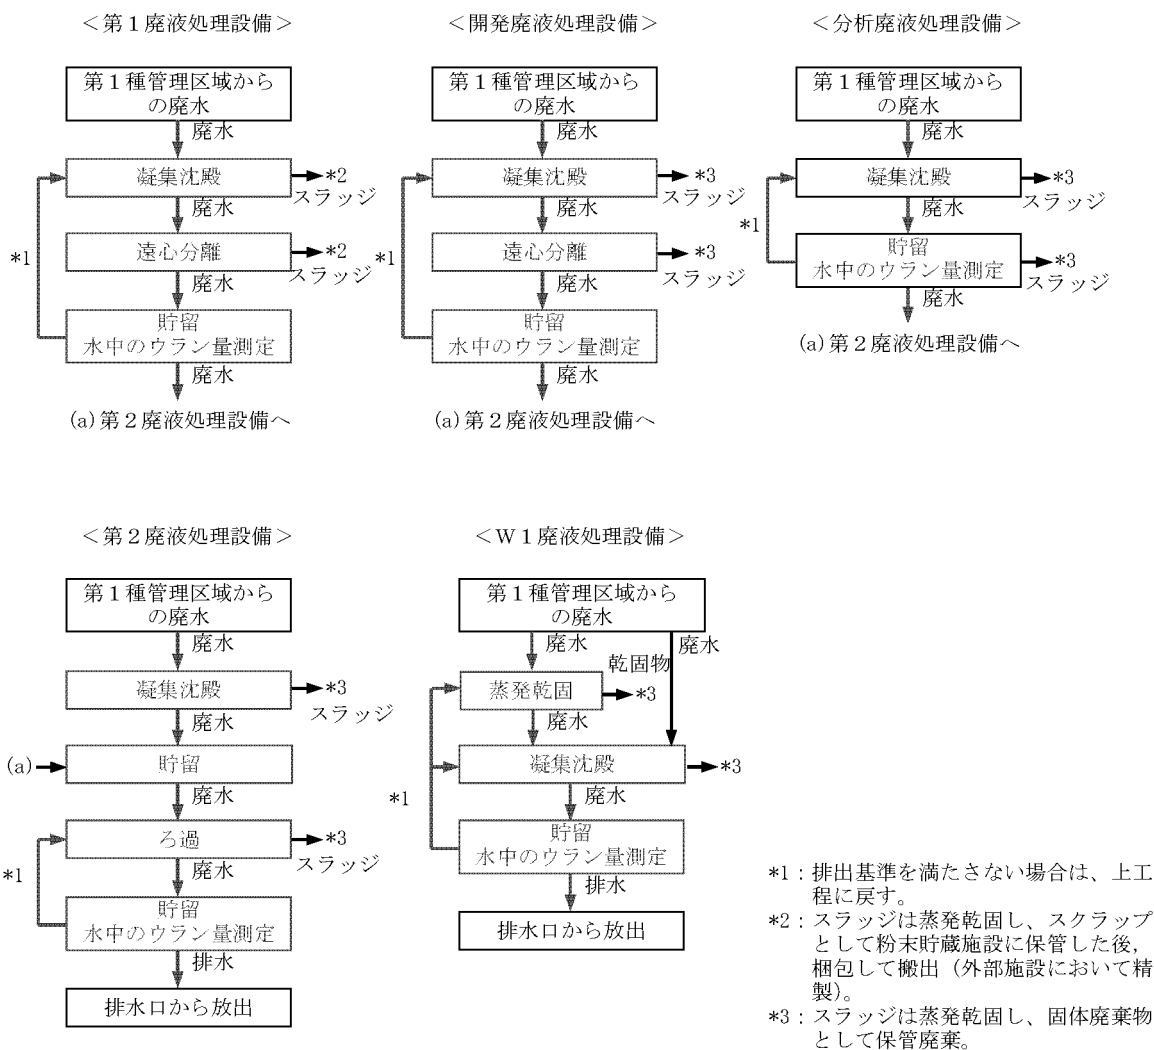 ＜第１廃液処理設備＞
第１種管理区域から
の廃水
廃水
凝集沈殿
*2
スラッジ
廃水
遠心分離
*2
スラッジ
*1
廃水
貯留
水中のウラン量測定
廃水
(a)第２廃液処理設備へ
＜開発廃液処理設備＞
第１種管理区域から
の廃水
廃水
凝集沈殿
*3
スラッジ
廃水
遠心分離
*3
スラッジ
*1
廃水
貯留
水中のウラン量測定
廃水
(a)第２廃液処理設備へ
＜分析廃液処理設備＞
第１種管理区域から
の廃水
廃水
凝集沈殿
*3
スラッジ
廃水
*1
貯留
水中のウラン量測定
*3
スラッジ
廃水
(a)第２廃液処理設備へ
＜第２廃液処理設備＞
第１種管理区域から
の廃水
廃水
凝集沈殿
*3
スラッジ
廃水
(a)
貯留
廃水
ろ過
*3
スラッジ
*1
廃水
貯留
水中のウラン量測定
排水
排水口から放出
＜Ｗ１廃液処理設備＞
第１種管理区域から
の廃水
廃水
廃水
乾固物
蒸発乾固
*3
廃水
凝集沈殿
*3
*1
廃水
貯留
水中のウラン量測定
排水
排水口から放出
*1：排出基準を満たさない場合は、上工
程に戻す。
*2：スラッジは蒸発乾固し、スクラップ
として粉末貯蔵施設に保管した後,
梱包して搬出（外部施設において精
製）。
*3：スラッジは蒸発乾固し、固体廃棄物
として保管廃棄。